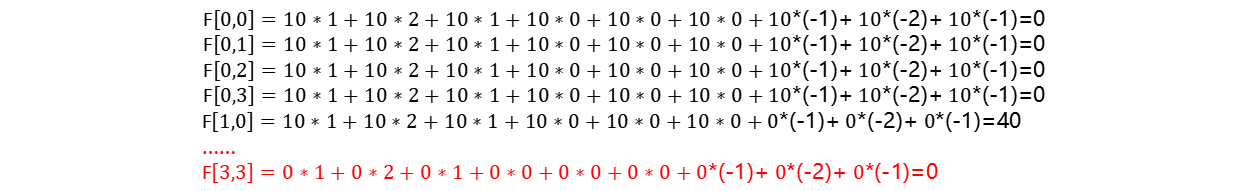 F[0,0] = 10 ∗ 1 + 10 ∗ 2 + 10 ∗ 1 + 10 ∗ 0 + 10 ∗ 0 + 10 ∗ 0 + 10*(-1)+ 10*(-2)+ 10*(-1)=0
F[0,1] = 10 ∗ 1 + 10 ∗ 2 + 10 ∗ 1 + 10 ∗ 0 + 10 ∗ 0 + 10 ∗ 0 + 10*(-1)+ 10*(-2)+ 10*(-1)=0
F[0,2] = 10 ∗ 1 + 10 ∗ 2 + 10 ∗ 1 + 10 ∗ 0 + 10 ∗ 0 + 10 ∗ 0 + 10*(-1)+ 10*(-2)+ 10*(-1)=0
F[0,3] = 10 ∗ 1 + 10 ∗ 2 + 10 ∗ 1 + 10 ∗ 0 + 10 ∗ 0 + 10 ∗ 0 + 10*(-1)+ 10*(-2)+ 10*(-1)=0
F[1,0] = 10 ∗ 1 + 10 ∗ 2 + 10 ∗ 1 + 10 ∗ 0 + 10 ∗ 0 + 10 ∗ 0 + 0*(-1)+ 0*(-2)+ 0*(-1)=40
......
F[3,3] = 0 ∗ 1 + 0 ∗ 2 + 0 ∗ 1 + 0 ∗ 0 + 0 ∗ 0 + 0 ∗ 0 + 0*(-1)+ 0*(-2)+ 0*(-1)=0